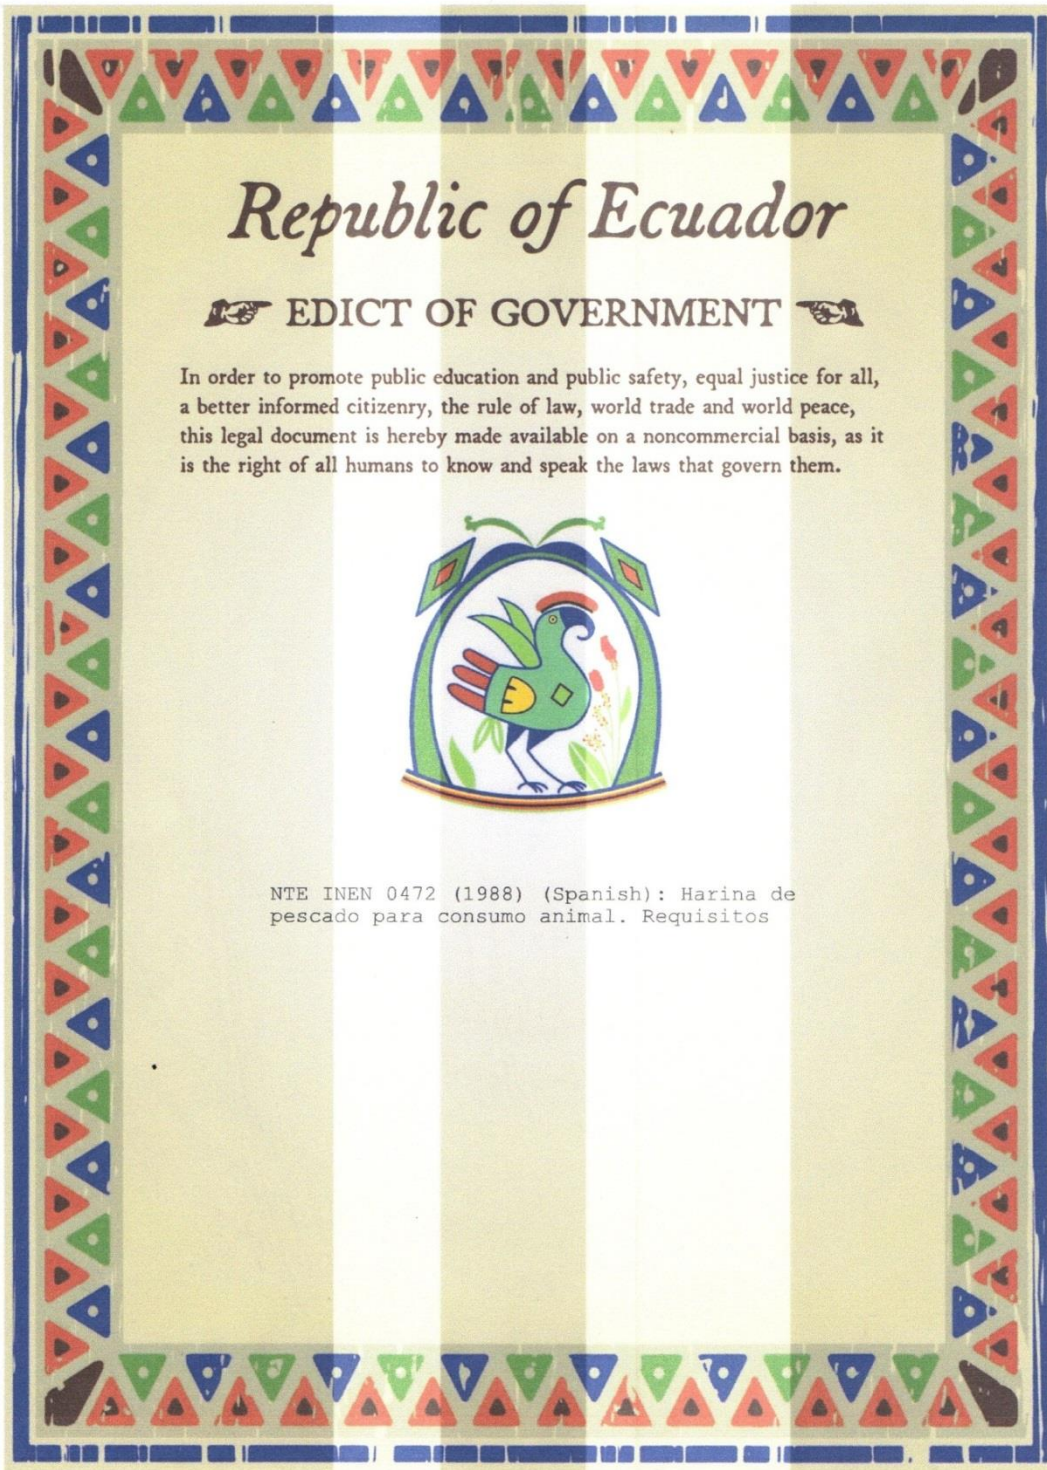 Republic of Ecuador
EDICT OF GOVERNMENT
In order to promote public education and public safety, equal justice for all,
a better informed citizenry, the rule of law, world trade and world peace,
this legal document is hereby made available on a noncommercial basis, as it
is the right of all humans to know and speak the laws that govern them.
NTE INEN 0472 (1988) (Spanish): Harina de
pescado para consumo animal. Requisitos